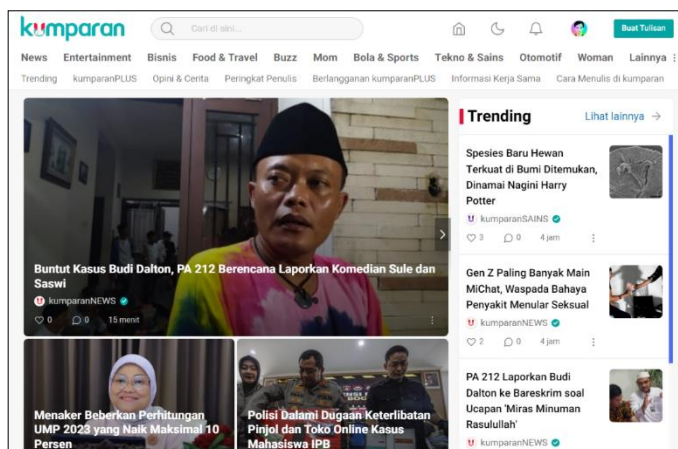 kumparan
Cari di sini...
Buat Tulisan
News Entertainment Bisnis Food & Travel Buzz Mom Bola & Sports Tekno & Sains Otomotif Woman Lainnya
Trending kumparanPLUS Opini & Cerita Peringkat Penulis Berlangganan kumparanPLUS Informasi Kerja Sama Cara Menulis di kumparan
Buntut Kasus Budi Dalton, PA 212 Berencana Laporkan Komedian Sule dan
Saswi
kumparanNEWS
0 0 15 menit
Menaker Beberkan Perhitungan
UMP 2023 yang Naik Maksimal 10
Persen
Polisi Dalami Dugaan Keterlibatan
Pinjol dan Toko Online Kasus
Mahasiswa IPB
Trending Lihat lainnya
Spesies Baru Hewan
Terkuat di Bumi Ditemukan,
Dinamai Nagini Harry
Potter
kumparanSAINS
3 0 4 jam
Gen Z Paling Banyak Main
MiChat, Waspada Bahaya
Penyakit Menular Seksual
kumparanNEWS
2 0 4 jam
PA 212 Laporkan Budi
Dalton ke Bareskrim soal
Ucapan 'Miras Minuman
Rasulullah'
kumparanNEWS